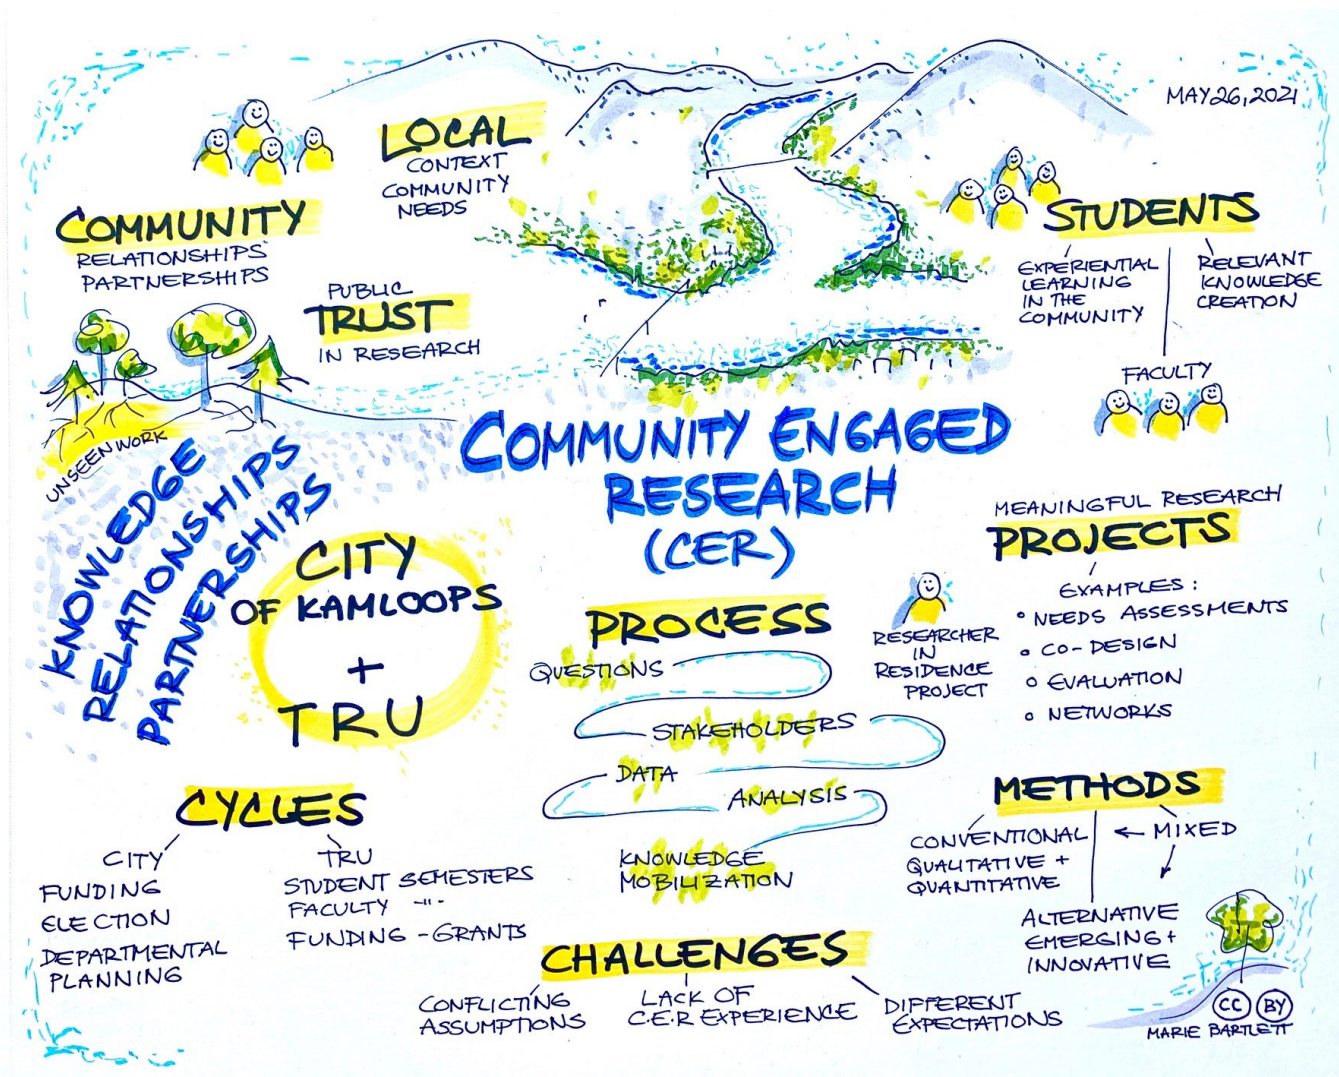 MAY 26, 2021
LOCAL
CONTEXT
COMMUNITY
NEEDS
COMMUNITY
RELATIONSHIPS
PARTNERSHIPS
PUBLIC
TRUST
IN RESEARCH
STUDENTS
EXPERIENTIAL
LEARNING
IN THE
COMMUNITY
RELEVANT
KNOWLEDGE
CREATION
FACULTY
UNSEEN WORK
KNOWLEDGE
RELATIONSHIPS
PARTNERSHIPS
COMMUNITY ENGAGED
RESEARCH
(CER)
CITY
OF KAMLOOPS
+
TRU
MEANINGFUL RESEARCH
PROJECTS
EXAMPLES:
° NEEDS ASSESSMENTS
° CO-DESIGN
° EVALUATION
° NETWORKS
RESEARCHER
IN
RESIDENCE
PROJECT
PROCESS
QUESTIONS
STAKEHOLDERS
DATA
ANALYSIS
KNOWLEDGE
MOBILIZATION
METHODS
CONVENTIONAL
QUALITATIVE +
QUANTITATIVE
← MIXED
ALTERNATIVE
EMERGING +
INNOVATIVE
CYCLES
CITY
FUNDING
ELECTION
DEPARTMENTAL
PLANNING
TRU
STUDENT SEMESTERS
FACULTY -11-
FUNDING - GRANTS
CHALLENGES
CONFLICTING
ASSUMPTIONS
LACK OF
C.E.R EXPERIENCE
DIFFERENT
EXPECTATIONS
CC BY
MARIE BARTLETT